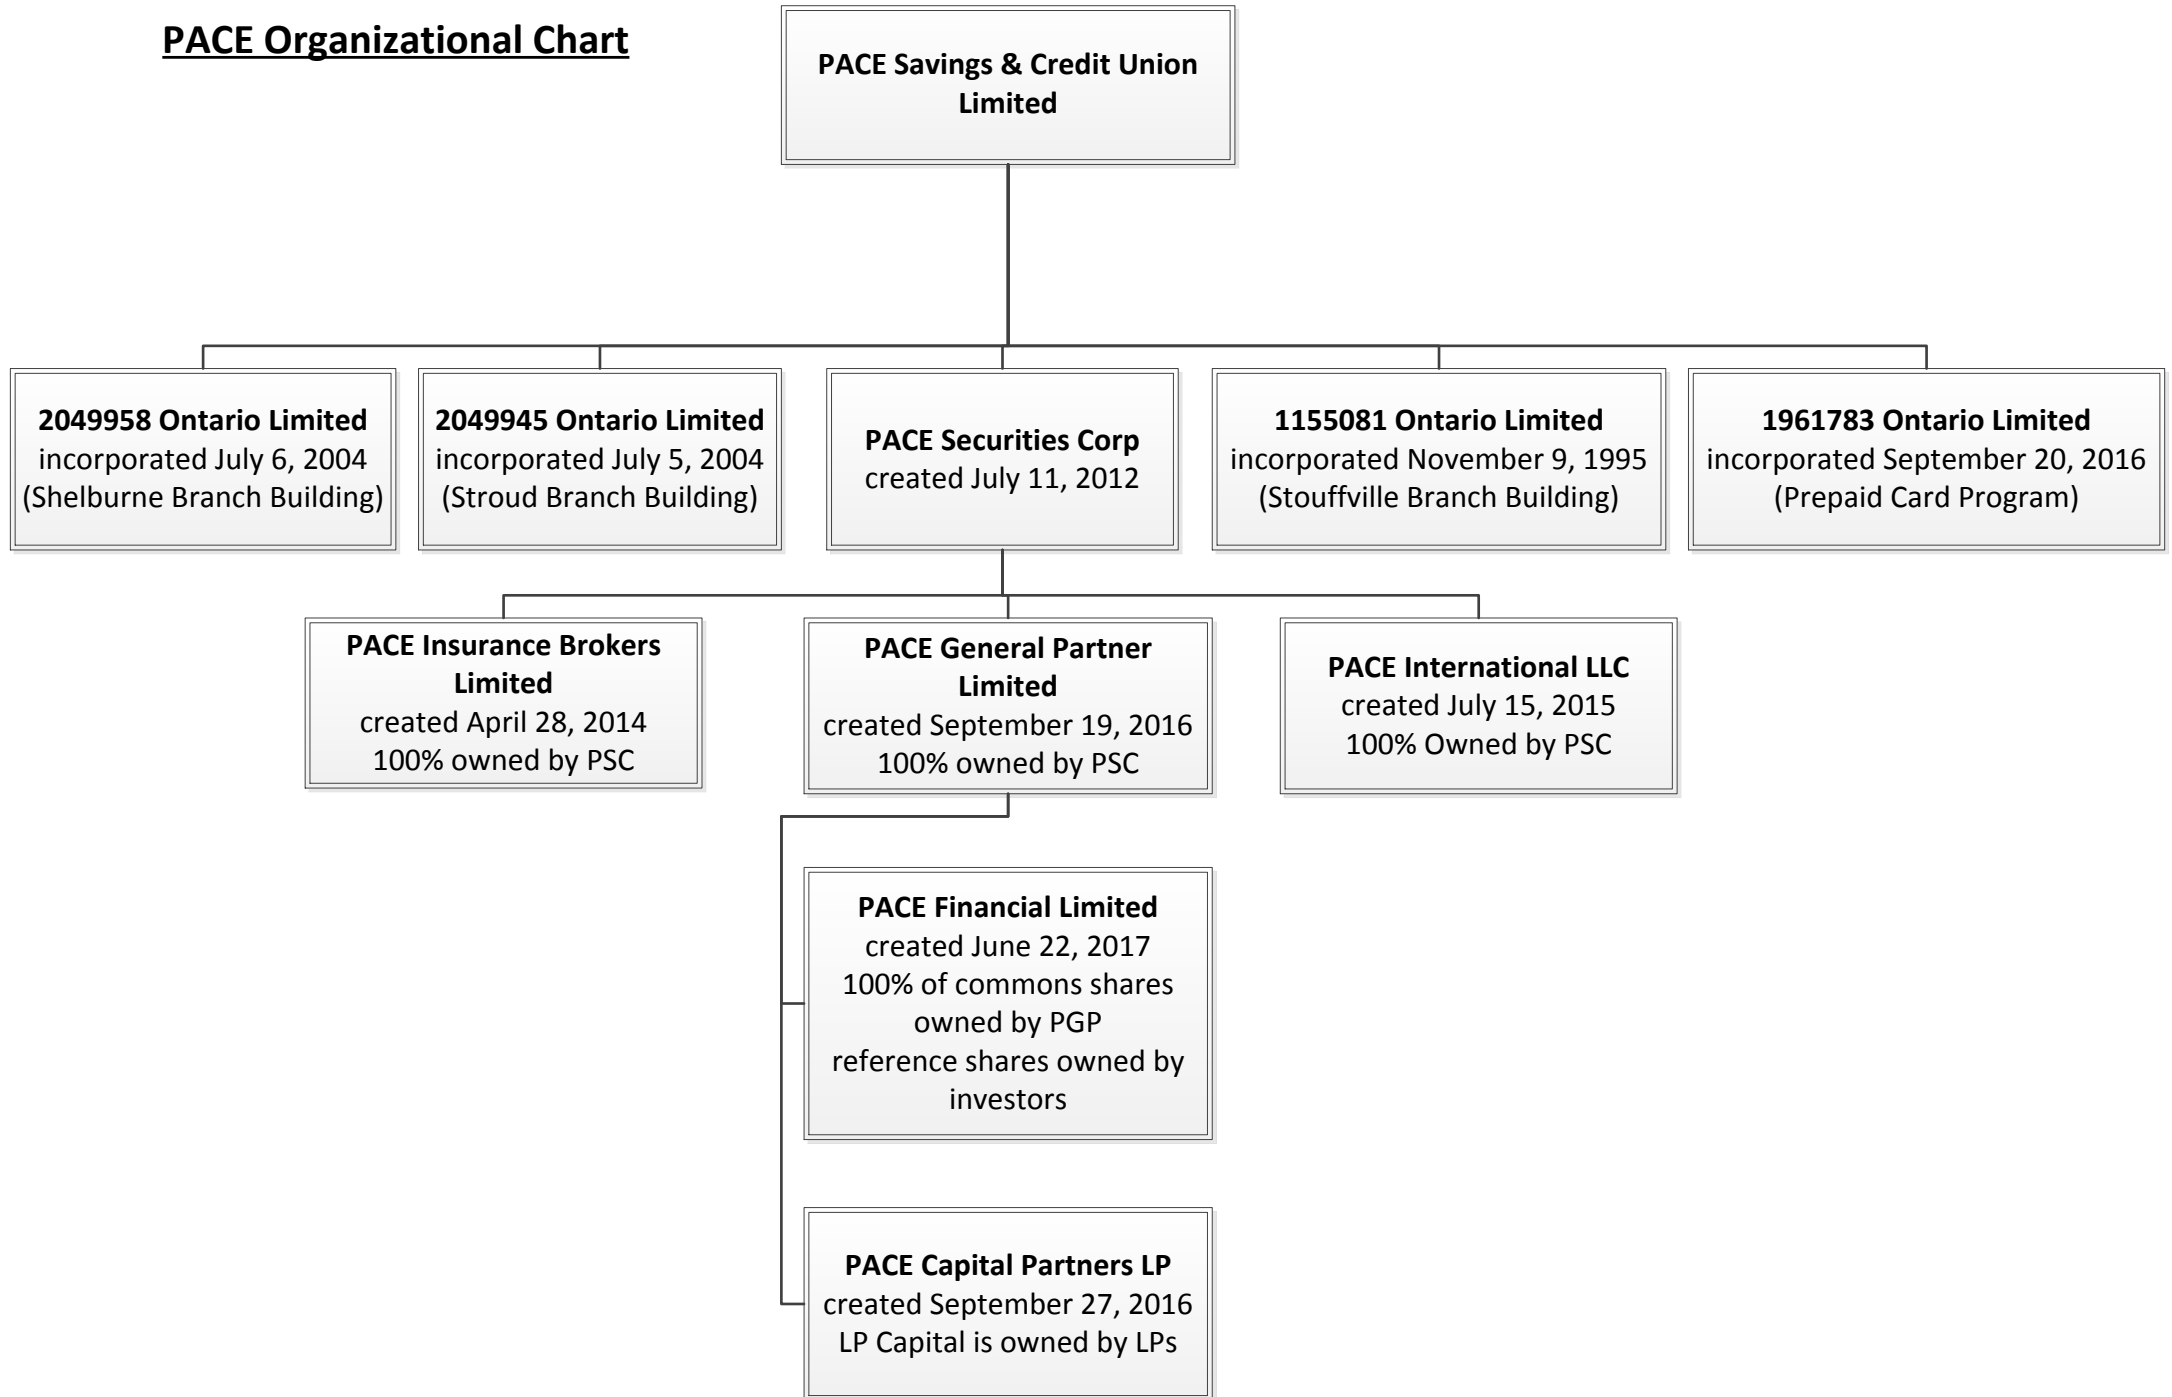 PACE Organizational Chart
PACE Savings & Credit Union
Limited
2049958 Ontario Limited
incorporated July 6, 2004
(Shelburne Branch Building)
2049945 Ontario Limited
incorporated July 5, 2004
(Stroud Branch Building)
PACE Securities Corp
created July 11, 2012
1155081 Ontario Limited
incorporated November 9, 1995
(Stouffville Branch Building)
1961783 Ontario Limited
incorporated September 20, 2016
(Prepaid Card Program)
PACE Insurance Brokers
Limited
created April 28, 2014
100% owned by PSC
PACE General Partner
Limited
created September 19, 2016
100% owned by PSC
PACE International LLC
created July 15, 2015
100% Owned by PSC
PACE Financial Limited
created June 22, 2017
100% of commons shares
owned by PGP
reference shares owned by
investors
PACE Capital Partners LP
created September 27, 2016
LP Capital is owned by LPs